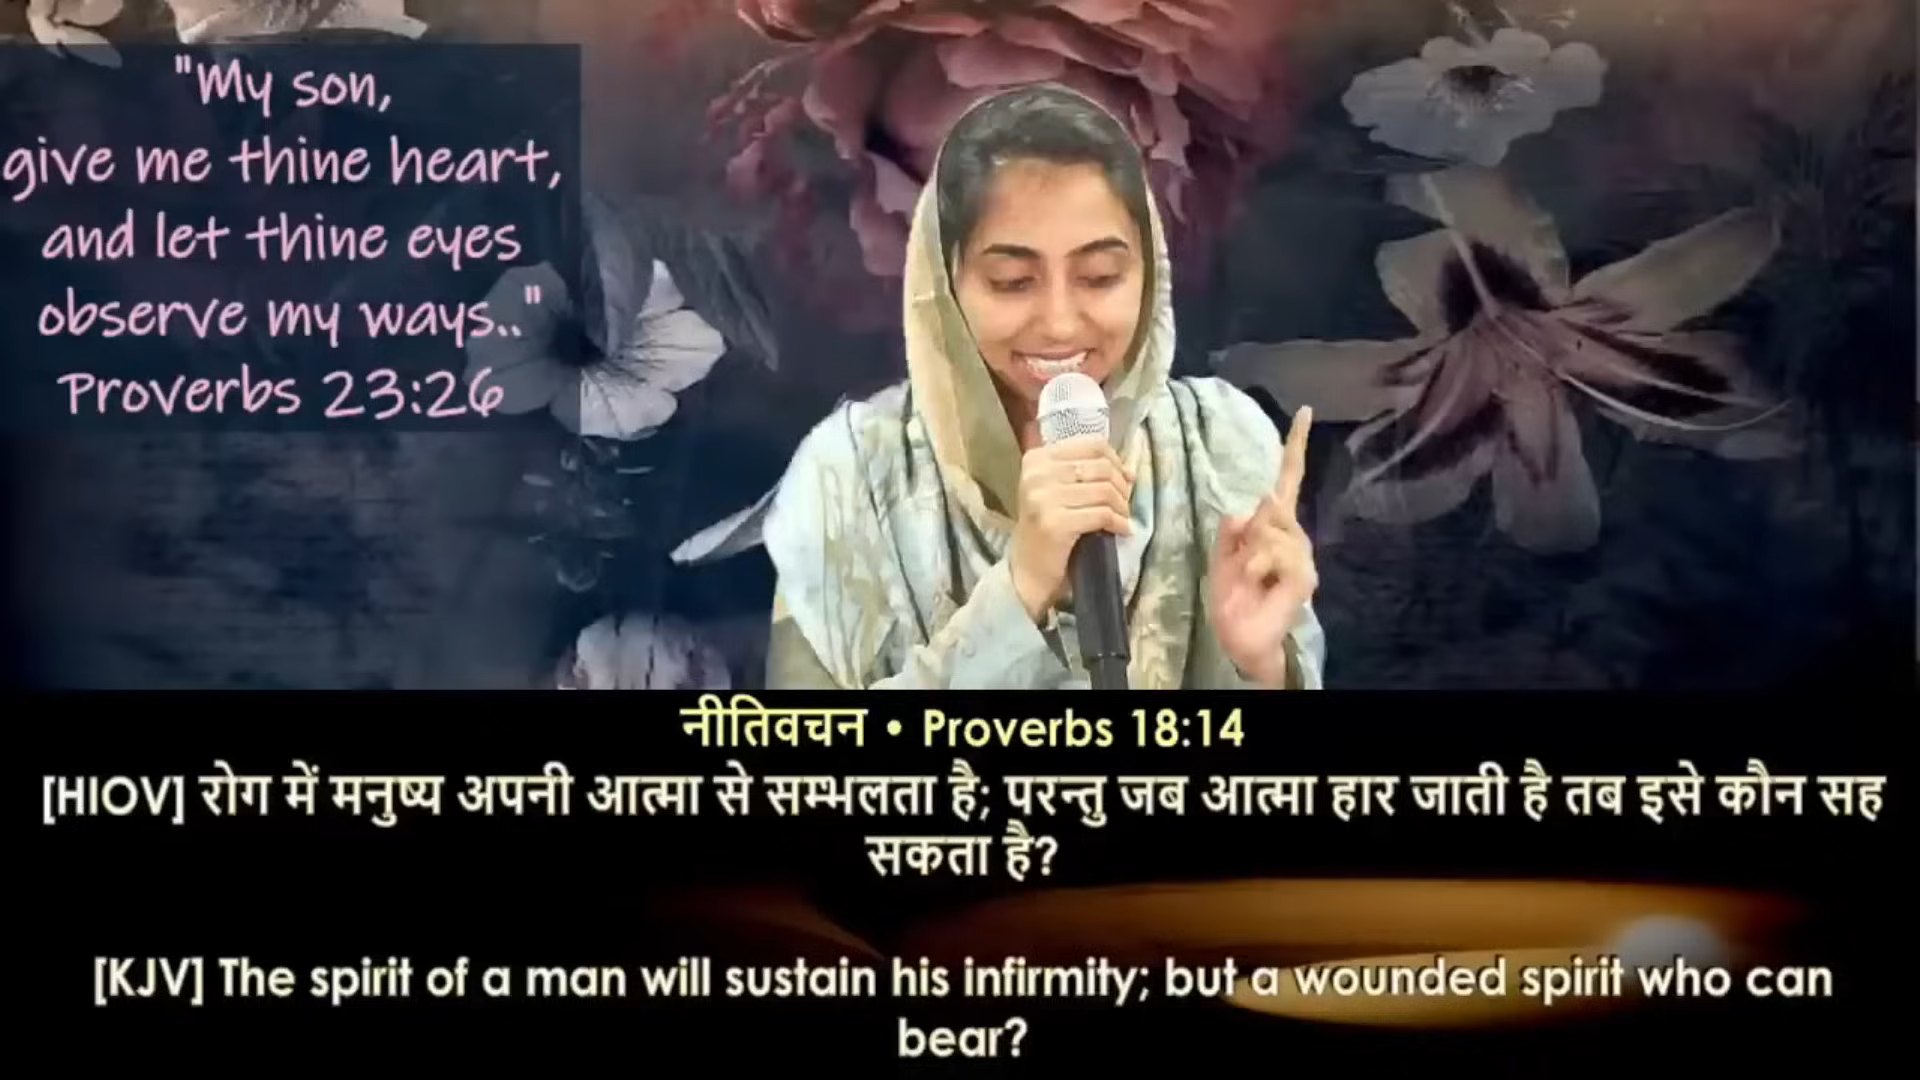 "My son,
give me thine heart,
and let thine eyes
observe my ways.."
Proverbs 23:26
नीतिवचन • Proverbs 18:14
[HIOV] रोग में मनुष्य अपनी आत्मा से सम्भलता है; परन्तु जब आत्मा हार जाती है तब इसे कौन सह
सकता है?
[KJV] The spirit of a man will sustain his infirmity; but a wounded spirit who can
bear?